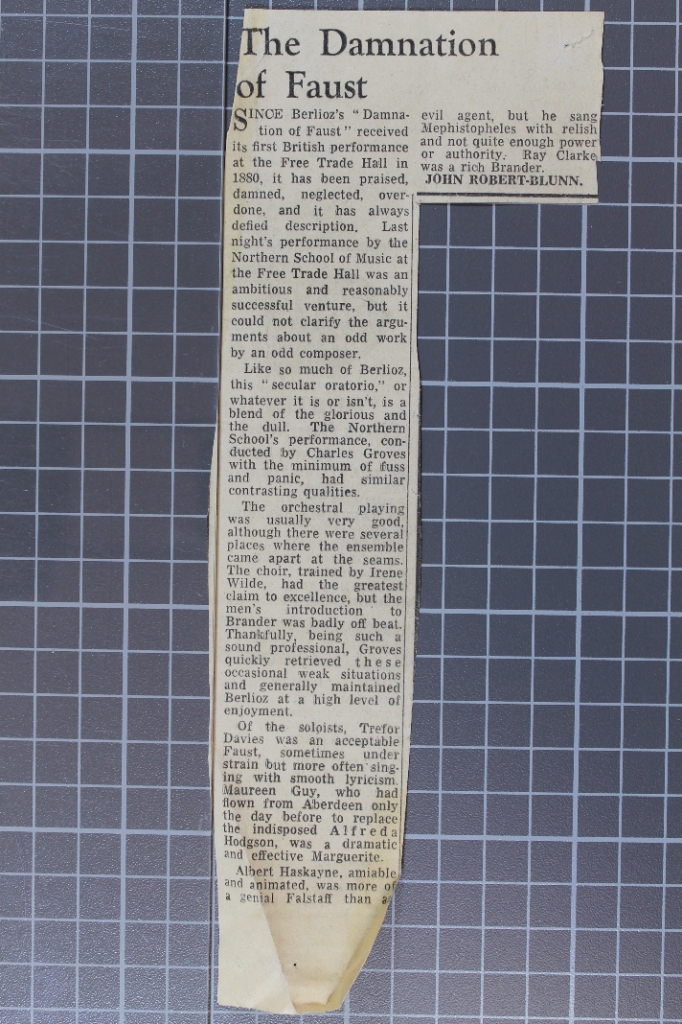 The Damnation
of Faust
SINCE Berlioz's "Damna-
tion of Faust" received
its first British performance
at the Free Trade Hall in
1880, it has been praised,
damned, neglected, over-
done, and it has always
defied description. Last
night's performance by the
Northern School of Music at
the Free Trade Hall was an
ambitious and reasonably
successful venture, but it
could not clarify the argu-
ments about an odd work
by an odd composer.
Like so much of Berlioz,
this "secular oratorio," or
whatever it is or isn't, is a
blend of the glorious and
the dull. The Northern
School's performance, con-
ducted by Charles Groves
with the minimum of fuss
and panic, had similar
contrasting qualities.
The orchestral playing
was usually very good,
although there were several
places where the ensemble
came apart at the seams.
The choir, trained by Irene
Wilde, had the greatest
claim to excellence, but the
men's introduction to
Brander was badly off beat.
Thankfully, being such a
sound professional, Groves
quickly retrieved these
occasional weak situations
and generally maintained
Berlioz at a high level of
enjoyment.
Of the soloists, Trefor
Davies was an acceptable
Faust, sometimes under
strain but more often sing-
ing with smooth lyricism.
Maureen Guy, who had
flown from Aberdeen only
the day before to replace
the indisposed Alfreda
Hodgson, was a dramatic
and effective Marguerite.
Albert Haskayne, amiable
and animated, was more of
a genial Falstaff than an
evil agent, but he sang
Mephistopheles with relish
and not quite enough power
or authority. Ray Clarke
was a rich Brander.
JOHN ROBERT-BLUNN.